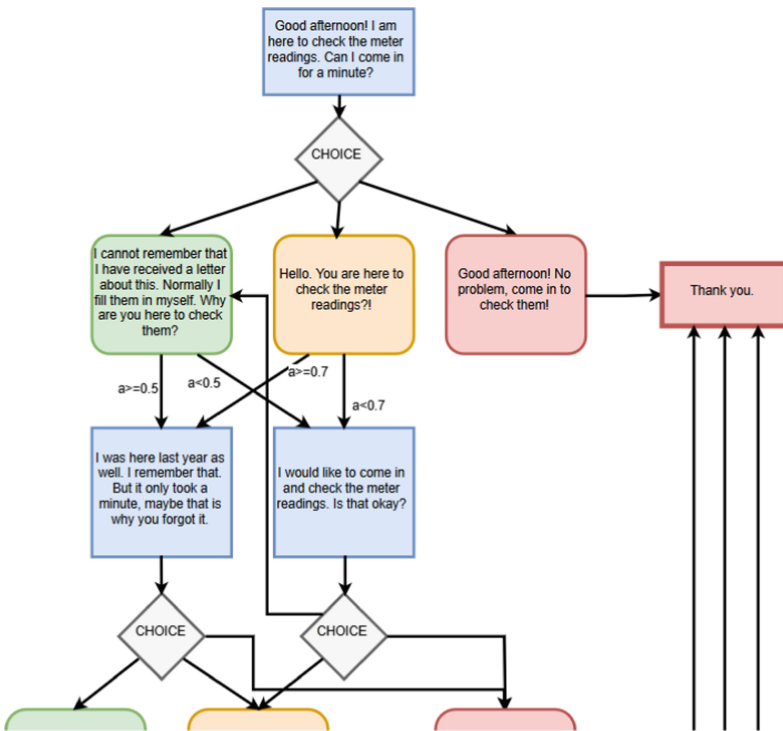 Good afternoon! I am
here to check the meter
readings. Can I come in
for a minute?
CHOICE
I cannot remember that
I have received a letter
about this. Normally I
fill them in myself. Why
are you here to check
them?
Hello. You are here to
check the meter
readings?!
Good afternoon! No
problem, come in to
check them!
Thank you.
a>=0.5
a<0.5
a>=0.7
a<0.7
I was here last year as
well. I remember that.
But it only took a
minute, maybe that is
why you forgot it.
I would like to come in
and check the meter
readings. Is that okay?
CHOICE
CHOICE